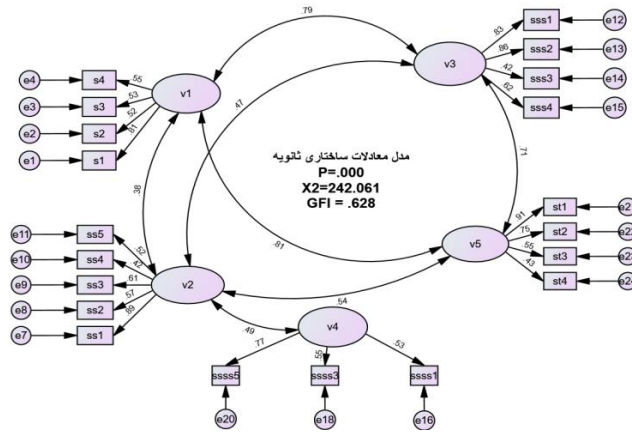 .79
e12
.83
sss1
e4
s4
.55
v3
.86
sss2
e13
e3
s3
.53
v1
.42
sss3
e14
e2
s2
.52
.47
.62
sss4
e15
e1
s1
.81
مدل معادلات ساختاری ثانویه
P=.000
X2=242.061
GFI = .628
.71
.38
.91
st1
e2
.81
v5
.75
st2
e2
e11
ss5
.52
.55
st3
e2
e10
ss4
.42
.43
st4
e2
e9
ss3
.61
v2
e8
ss2
.57
.54
e7
ss1
.89
.49
v4
.77
.55
.53
ssss5
ssss3
ssss1
e20
e18
e16